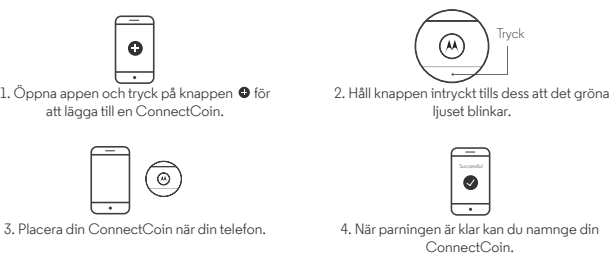 1. Öppna appen och tryck på knappen + för
att lägga till en ConnectCoin.
Tryck
2. Håll knappen intryckt tills dess att det gröna
ljuset blinkar.
3. Placera din ConnectCoin när din telefon.
Successful
4. När parningen är klar kan du namnge din
ConnectCoin.